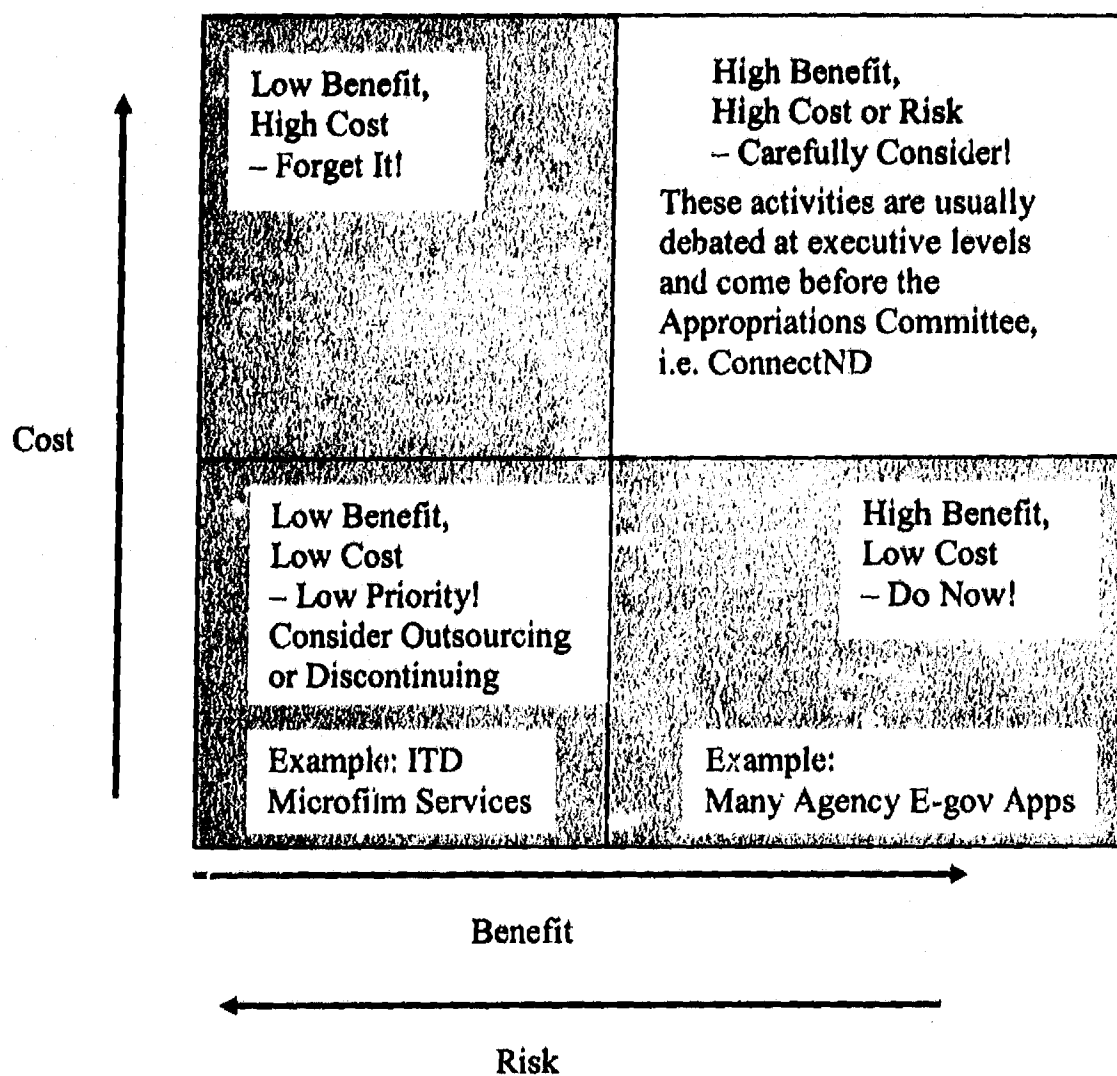 Low Benefit,
High Cost
– Forget It!
High Benefit,
High Cost or Risk
– Carefully Consider!
These activities are usually
debated at executive levels
and come before the
Appropriations Committee,
i.e. ConnectND
Cost
Low Benefit,
Low Cost
– Low Priority!
Consider Outsourcing
or Discontinuing
Example: ITD
Microfilm Services
High Benefit,
Low Cost
– Do Now!
Example:
Many Agency E-gov Apps
Benefit
Risk